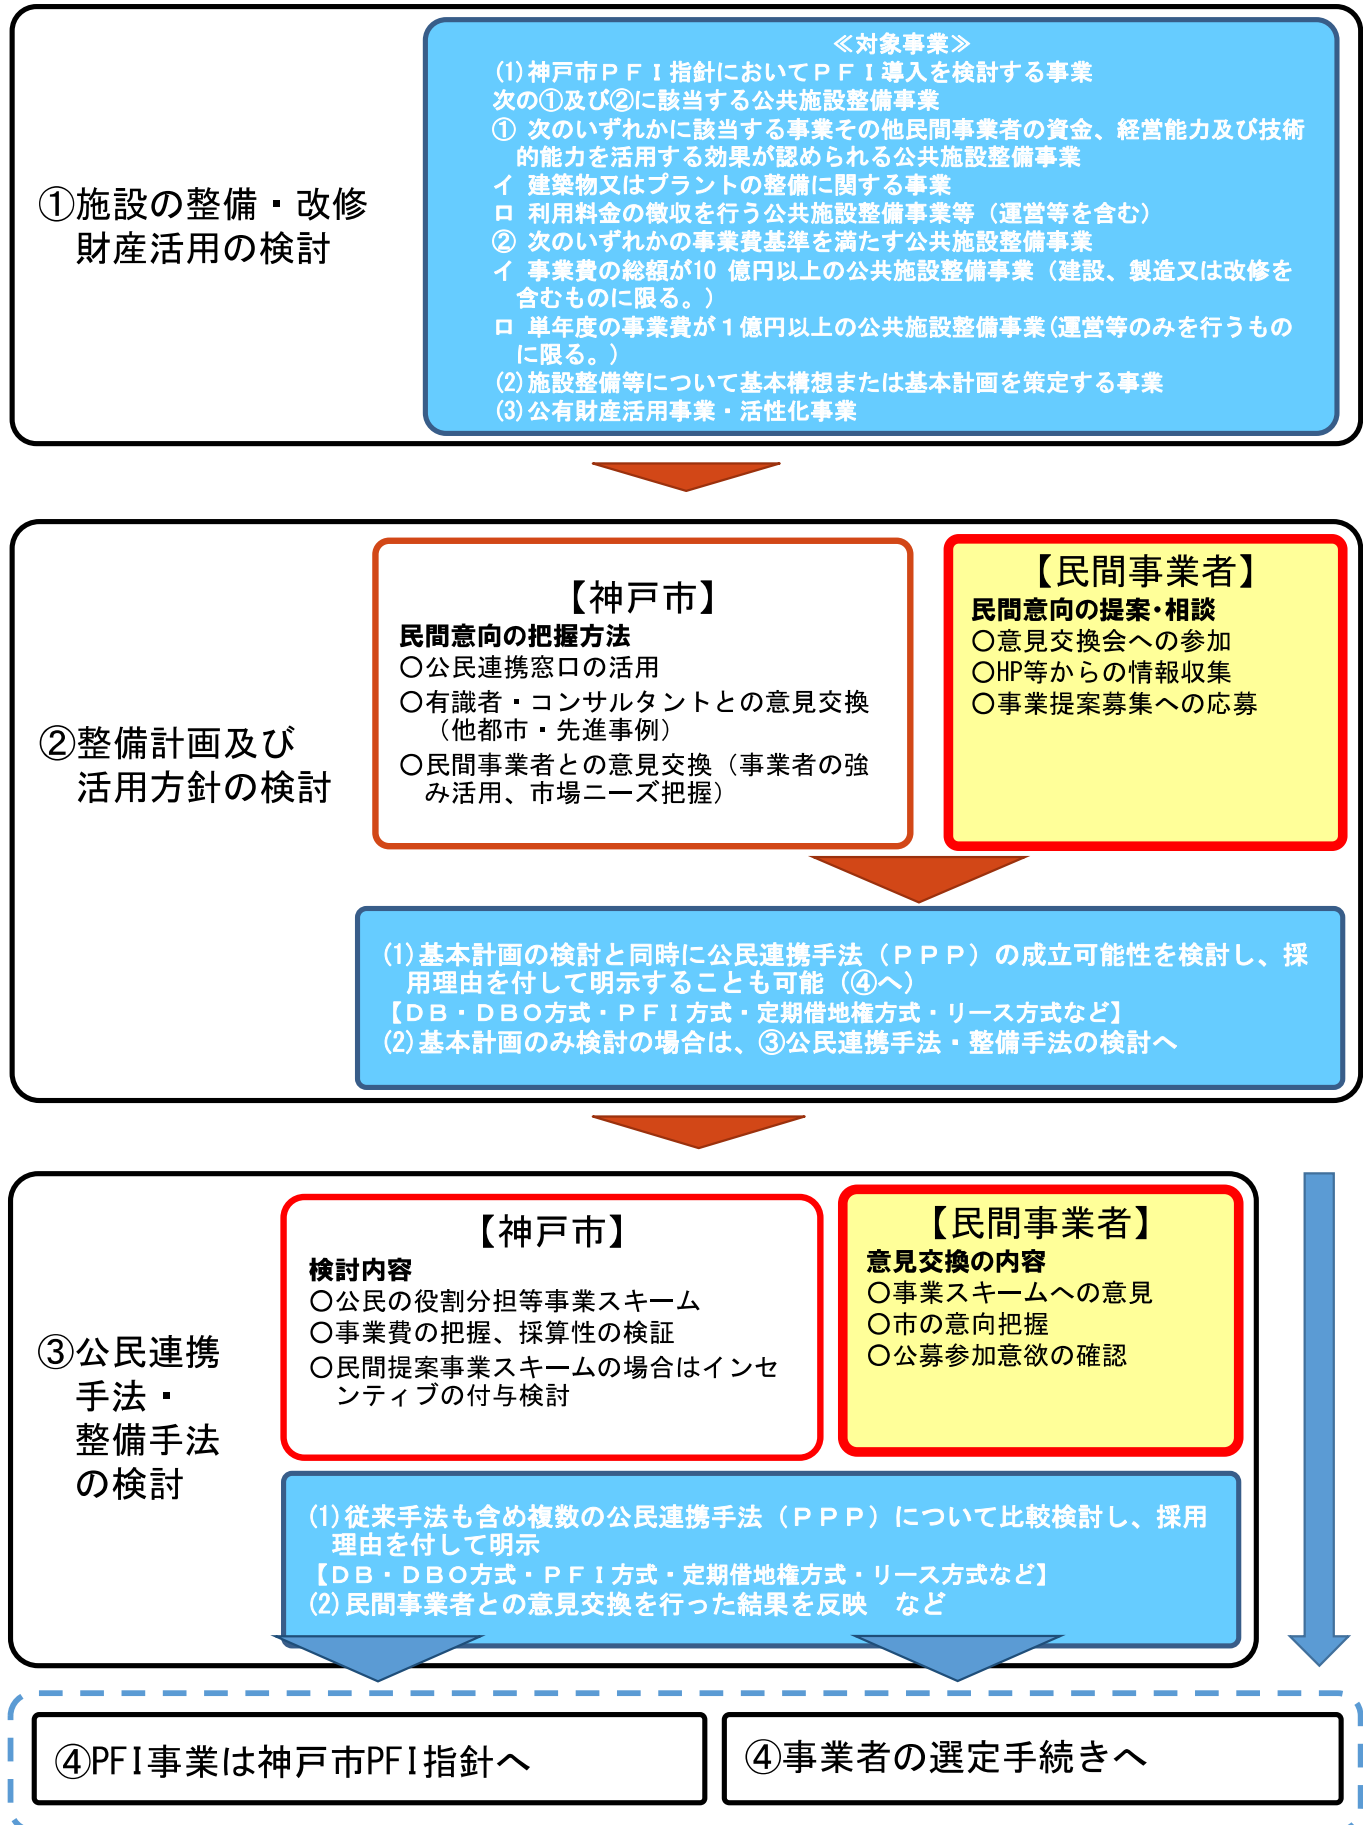 ≪対象事業≫
(1)神戸市ＰＦＩ指針においてＰＦＩ導入を検討する事業
次の①及び②に該当する公共施設整備事業
① 次のいずれかに該当する事業その他民間事業者の資金、経営能力及び技術
的能力を活用する効果が認められる公共施設整備事業
イ 建築物又はプラントの整備に関する事業
ロ 利用料金の徴収を行う公共施設整備事業等（運営等を含む）
② 次のいずれかの事業費基準を満たす公共施設整備事業
イ 事業費の総額が10 億円以上の公共施設整備事業（建設、製造又は改修を
含むものに限る。）
ロ 単年度の事業費が１億円以上の公共施設整備事業(運営等のみを行うもの
に限る。)
(2)施設整備等について基本構想または基本計画を策定する事業
(3)公有財産活用事業・活性化事業
①施設の整備・改修
財産活用の検討
②整備計画及び
活用方針の検討
【神戸市】
民間意向の把握方法
〇公民連携窓口の活用
〇有識者・コンサルタントとの意見交換
（他都市・先進事例）
〇民間事業者との意見交換（事業者の強
み活用、市場ニーズ把握）
【民間事業者】
民間意向の提案･相談
〇意見交換会への参加
〇HP等からの情報収集
〇事業提案募集への応募
(1)基本計画の検討と同時に公民連携手法（ＰＰＰ）の成立可能性を検討し、採
用理由を付して明示することも可能（④へ）
【ＤＢ・ＤＢＯ方式・ＰＦＩ方式・定期借地権方式・リース方式など】
(2)基本計画のみ検討の場合は、③公民連携手法・整備手法の検討へ
③公民連携
手法・
整備手法
の検討
【神戸市】
検討内容
〇公民の役割分担等事業スキーム
〇事業費の把握、採算性の検証
〇民間提案事業スキームの場合はインセ
ンティブの付与検討
【民間事業者】
意見交換の内容
〇事業スキームへの意見
〇市の意向把握
〇公募参加意欲の確認
(1)従来手法も含め複数の公民連携手法（ＰＰＰ）について比較検討し、採用
理由を付して明示
【ＤＢ・ＤＢＯ方式・ＰＦＩ方式・定期借地権方式・リース方式など】
(2)民間事業者との意見交換を行った結果を反映　など
④PFI事業は神戸市PFI指針へ
④事業者の選定手続きへ